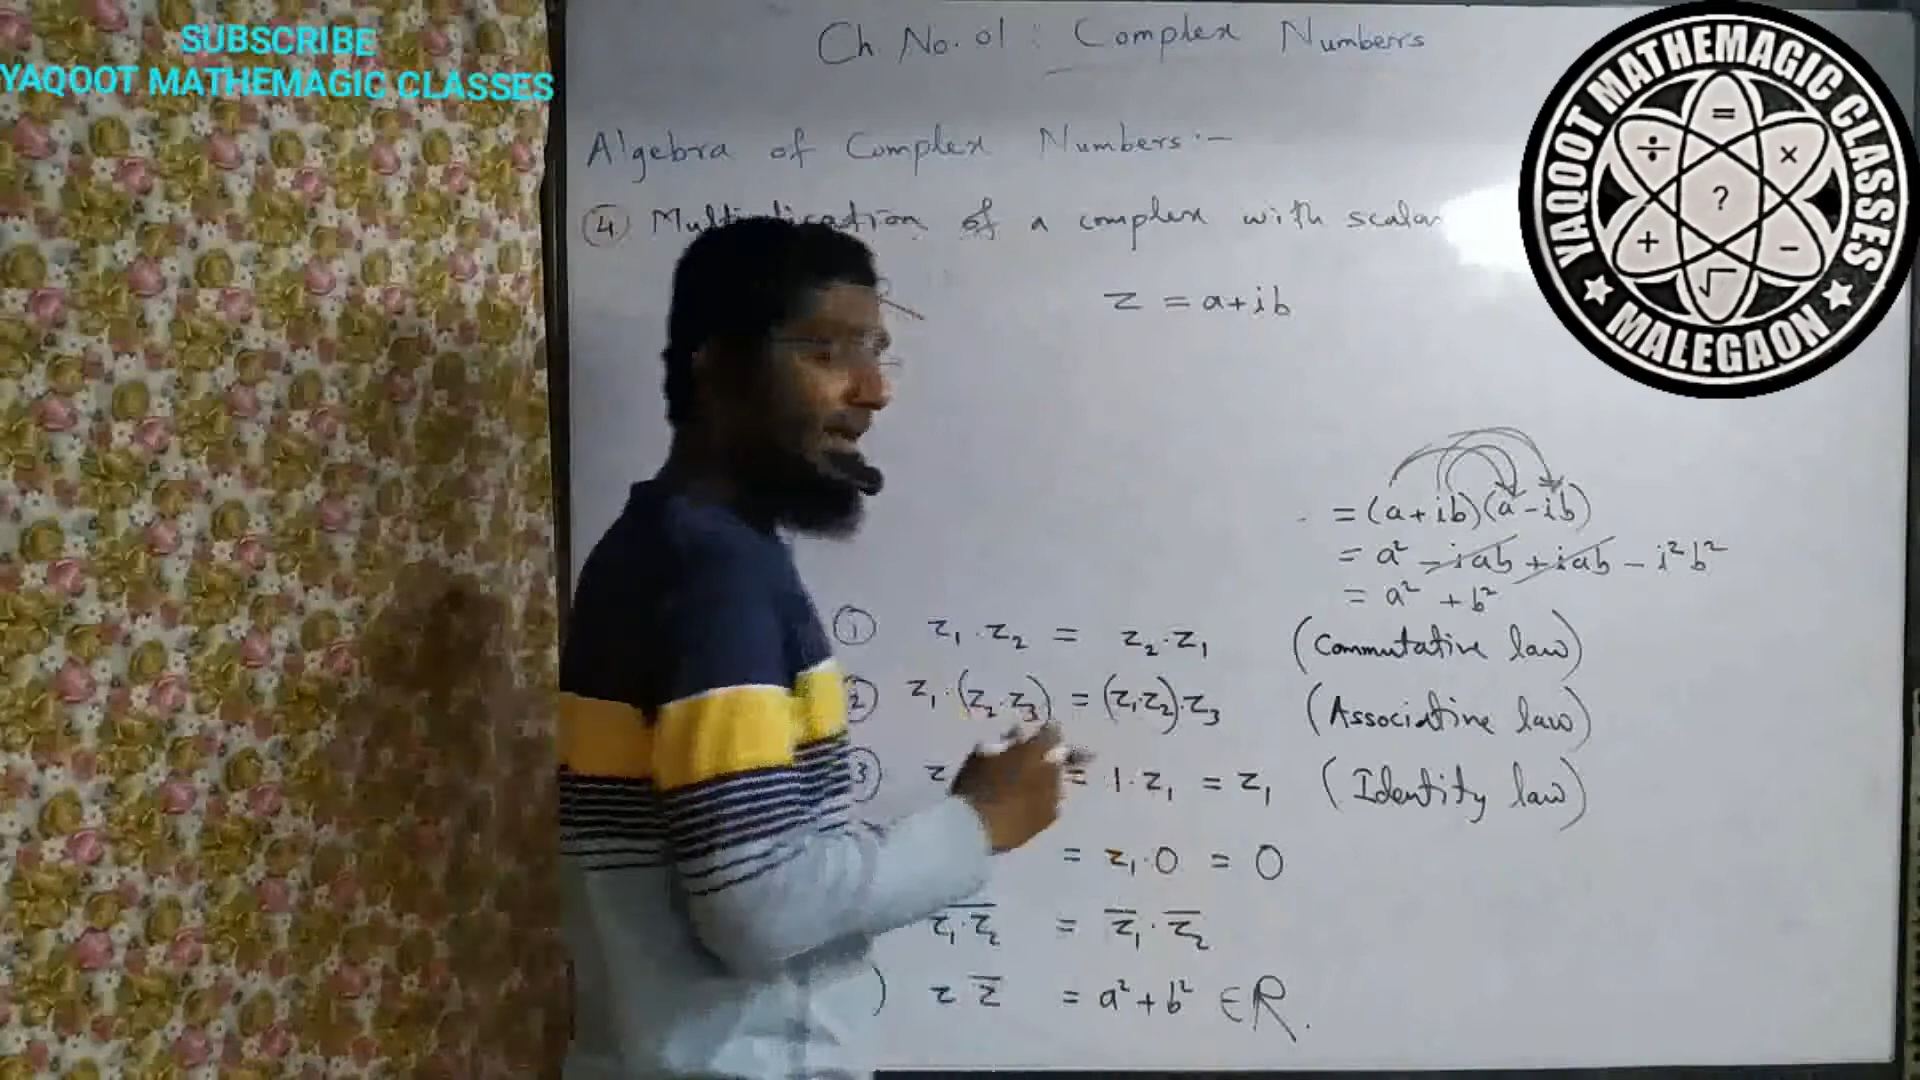 SUBSCRIBE
YAQOOT MATHEMAGIC CLASSES
Ch No. 01 : Complex Numberrs
Algebra of Complex Numbers :-
④ Multiplication of a complex with scalar
z = a+ib
= (a+ib)(a-ib)
= a² - iab + iab - i²b²
= a² + b²
① z₁ · z₂ = z₂ · z₁ (Commutative law)
② z₁ · (z₂ · z₃) = (z₁·z₂)·z₃ (Associative law)
③ z = 1·z₁ = z₁ (Identity law)
= z₁·0 = 0
z̅₁̅·̅z̅₂̅ = z̅₁ · z̅₂
) z z̅ = a² + b² ∈ R.
YAQOOT MATHEMAGIC CLASSES
MALEGAON
÷ = × ? + √ -